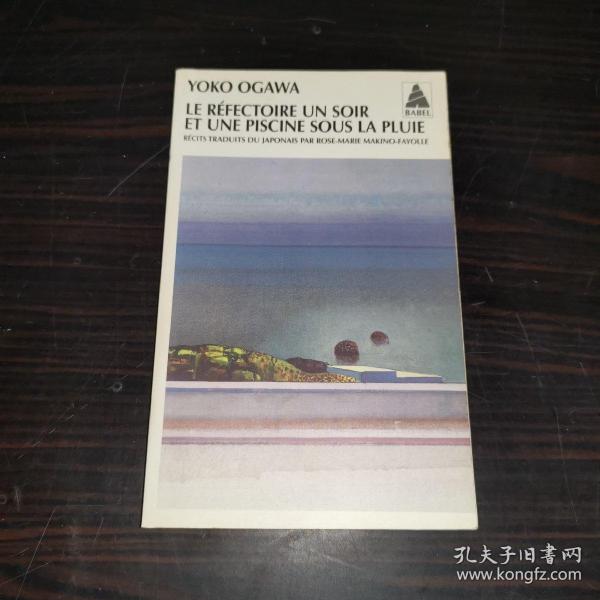 YOKO OGAWA
LE RÉFECTOIRE UN SOIR
ET UNE PISCINE SOUS LA PLUIE
RÉCITS TRADUITS DU JAPONAIS PAR ROSE-MARIE MAKINO-FAYOLLE
BABEL
孔夫子旧书网
www.kongfz.com